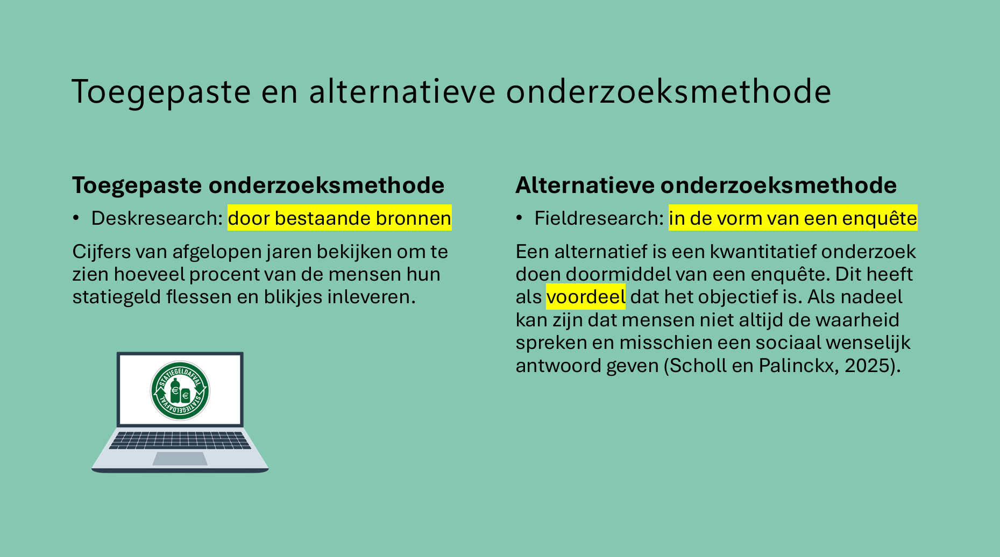 Toegepaste en alternatieve onderzoeksmethode
Toegepaste onderzoeksmethode
• Deskresearch: door bestaande bronnen
Cijfers van afgelopen jaren bekijken om te
zien hoeveel procent van de mensen hun
statiegeld flessen en blikjes inleveren.
STATIEGELDAFVAL
€ €
STATIEGELDAFVAL
Alternatieve onderzoeksmethode
• Fieldresearch: in de vorm van een enquête
Een alternatief is een kwantitatief onderzoek
doen doormiddel van een enquête. Dit heeft
als voordeel dat het objectief is. Als nadeel
kan zijn dat mensen niet altijd de waarheid
spreken en misschien een sociaal wenselijk
antwoord geven (Scholl en Palinckx, 2025).